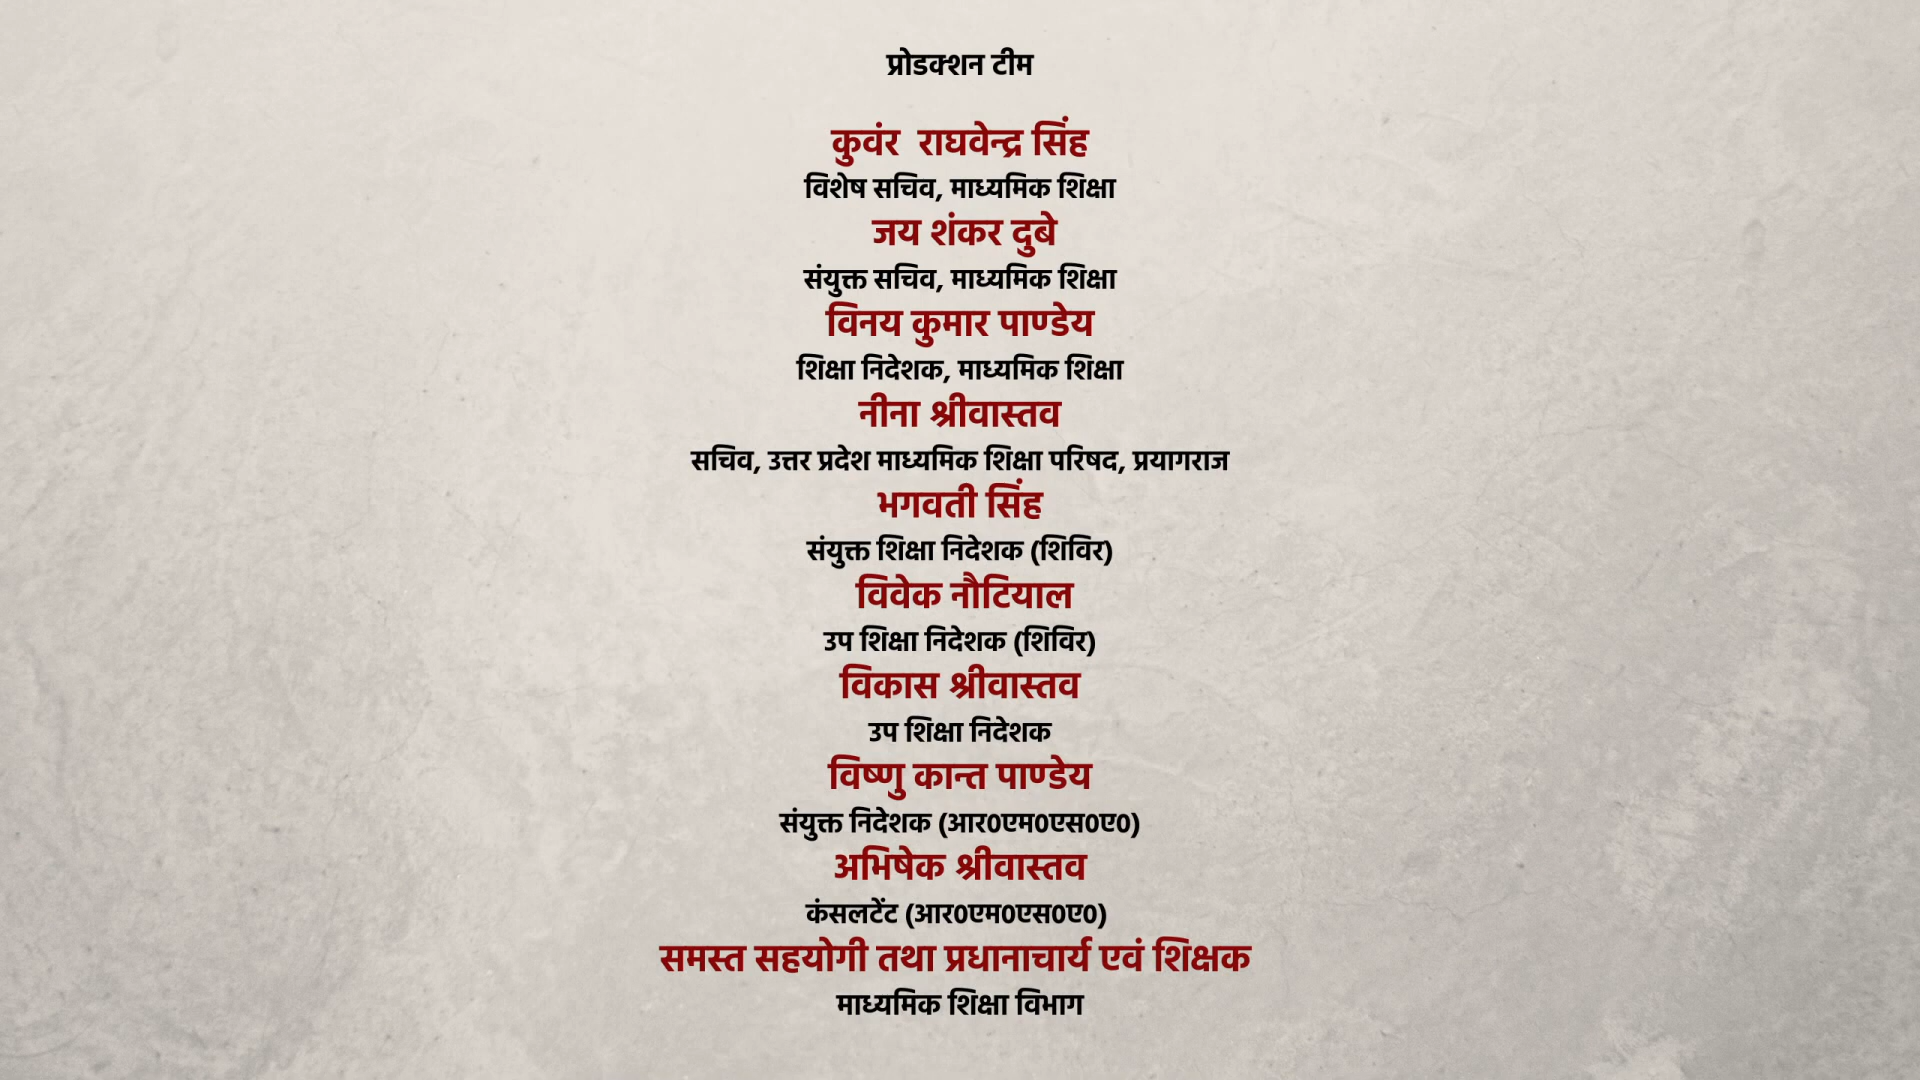 प्रोडक्शन टीम
कुवंर राघवेन्द्र सिंह
विशेष सचिव, माध्यमिक शिक्षा
जय शंकर दुबे
संयुक्त सचिव, माध्यमिक शिक्षा
विनय कुमार पाण्डेय
शिक्षा निदेशक, माध्यमिक शिक्षा
नीना श्रीवास्तव
सचिव, उत्तर प्रदेश माध्यमिक शिक्षा परिषद, प्रयागराज
भगवती सिंह
संयुक्त शिक्षा निदेशक (शिविर)
विवेक नौटियाल
उप शिक्षा निदेशक (शिविर)
विकास श्रीवास्तव
उप शिक्षा निदेशक
विष्णु कान्त पाण्डेय
संयुक्त निदेशक (आर0एम0एस0ए0)
अभिषेक श्रीवास्तव
कंसलटेंट (आर0एम0एस0ए0)
समस्त सहयोगी तथा प्रधानाचार्य एवं शिक्षक
माध्यमिक शिक्षा विभाग